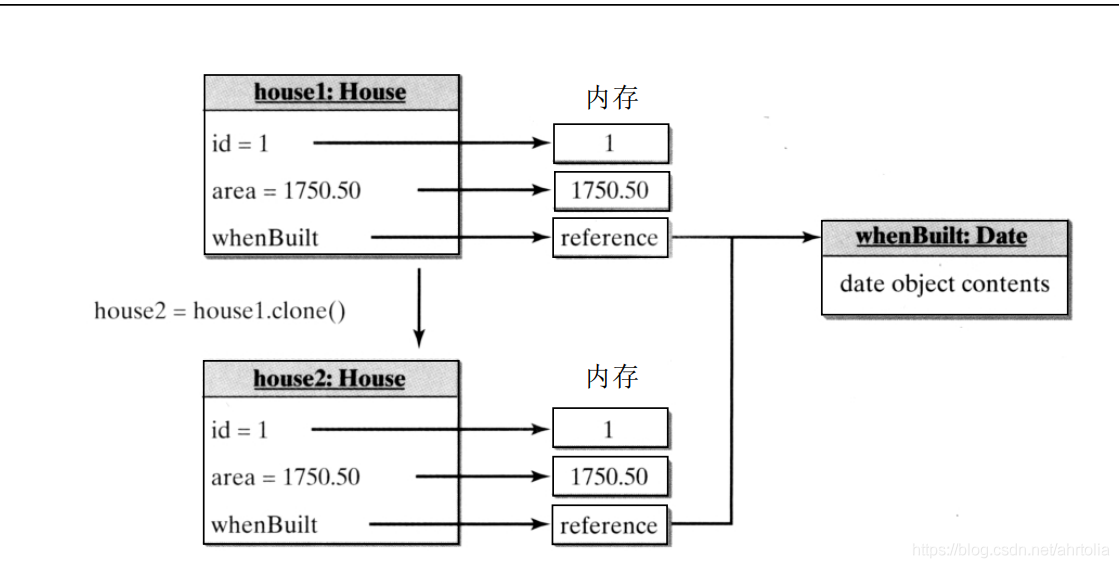 house1: House
内存
id = 1
1
area = 1750.50
1750.50
whenBuilt
reference
whenBuilt: Date
date object contents
house2 = house1.clone()
house2: House
内存
id = 1
1
area = 1750.50
1750.50
whenBuilt
reference
https://blog.csdn.net/ahrtolia